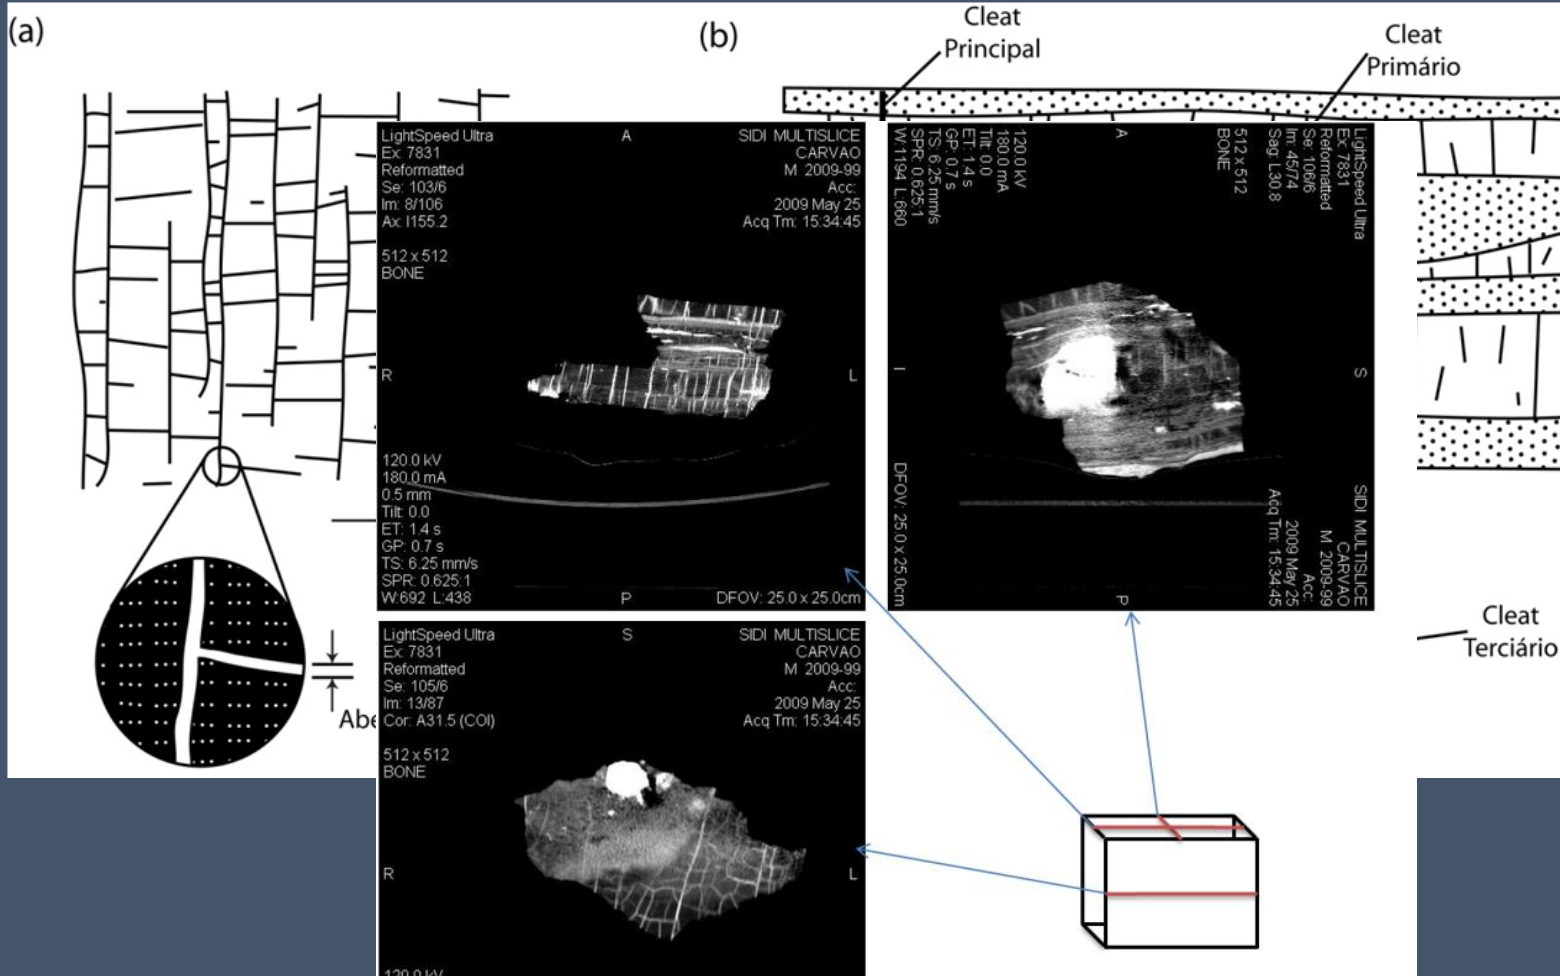 (a)
(b)
Cleat
Principal
Cleat
Primário
LightSpeed Ultra
Ex: 7831
Reformatted
Se: 103/6
Im: 8/106
Ax: I155.2
512 x 512
BONE
A
SIDI MULTISLICE
CARVAO
M 2009-99
Acc:
2009 May 25
Acq Tm: 15:34:45
R
L
120.0 kV
180.0 mA
0.5 mm
Tilt: 0.0
ET: 1.4 s
GP: 0.7 s
TS: 6.25 mm/s
SPR: 0.625:1
W:692 L:438
P
DFOV: 25.0 x 25.0cm
LightSpeed Ultra
Ex: 7831
Reformatted
Se: 106/6
Im: 45/74
Sag: L30.8
512 x 512
BONE
A
120.0 kV
180.0 mA
Tilt: 0.0
ET: 1.4 s
GP: 0.7 s
TS: 6.25 mm/s
SPR: 0.625:1
W:1194 L:660
I
S
SIDI MULTISLICE
CARVAO
M 2009-99
Acc:
2009 May 25
Acq Tm: 15:34:45
DFOV: 25.0 x 25.0cm
P
Cleat
Terciário
Abe
LightSpeed Ultra
Ex: 7831
Reformatted
Se: 105/6
Im: 13/87
Cor: A31.5 (COI)
512 x 512
BONE
S
SIDI MULTISLICE
CARVAO
M 2009-99
Acc:
2009 May 25
Acq Tm: 15:34:45
R
L
120.0 kV